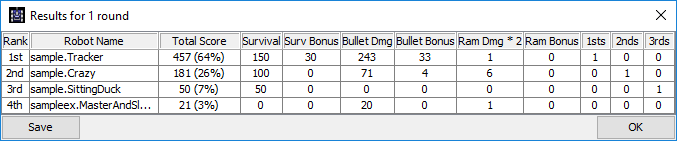 Results for 1 round
Rank Robot Name Total Score Survival Surv Bonus Bullet Dmg Bullet Bonus Ram Dmg * 2 Ram Bonus 1sts 2nds 3rds
1st sample.Tracker 457 (64%) 150 30 243 33 1 0 1 0 0
2nd sample.Crazy 181 (26%) 100 0 71 4 6 0 0 1 0
3rd sample.SittingDuck 50 (7%) 50 0 0 0 0 0 0 0 1
4th sampleex.MasterAndSl... 21 (3%) 0 0 20 0 1 0 0 0 0
Save OK